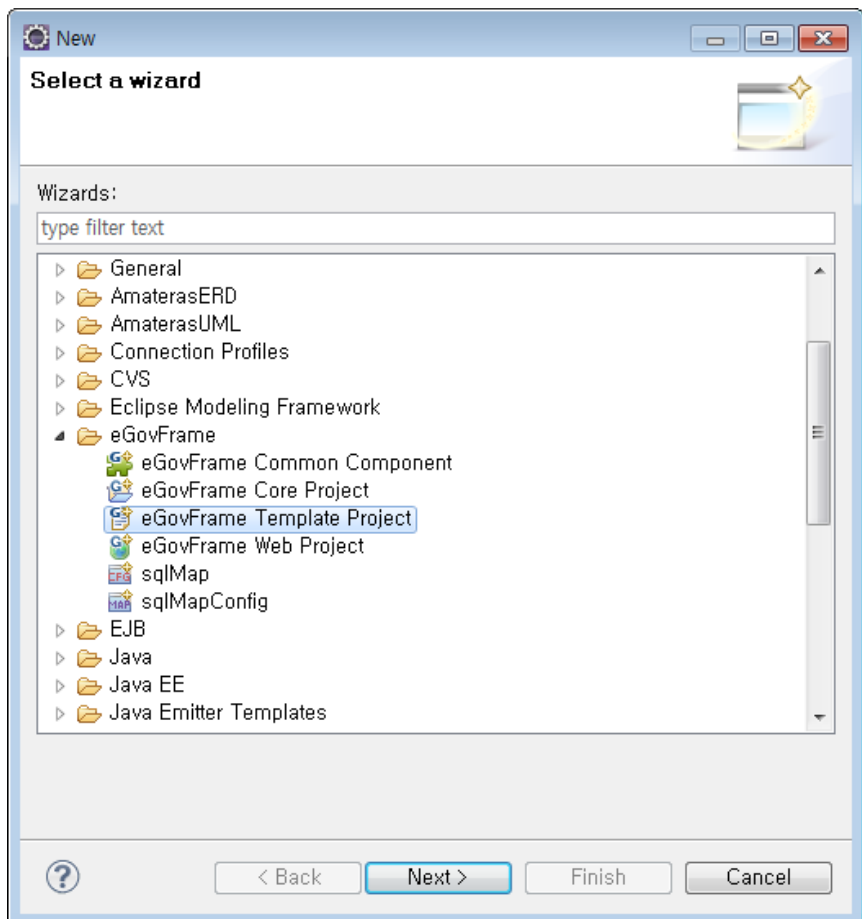 New
Select a wizard
Wizards:
type filter text
General
AmaterasERD
AmaterasUML
Connection Profiles
CVS
Eclipse Modeling Framework
eGovFrame
eGovFrame Common Component
eGovFrame Core Project
eGovFrame Template Project
eGovFrame Web Project
CFG sqlMap
MAP sqlMapConfig
EJB
Java
Java EE
Java Emitter Templates
? < Back Next > Finish Cancel